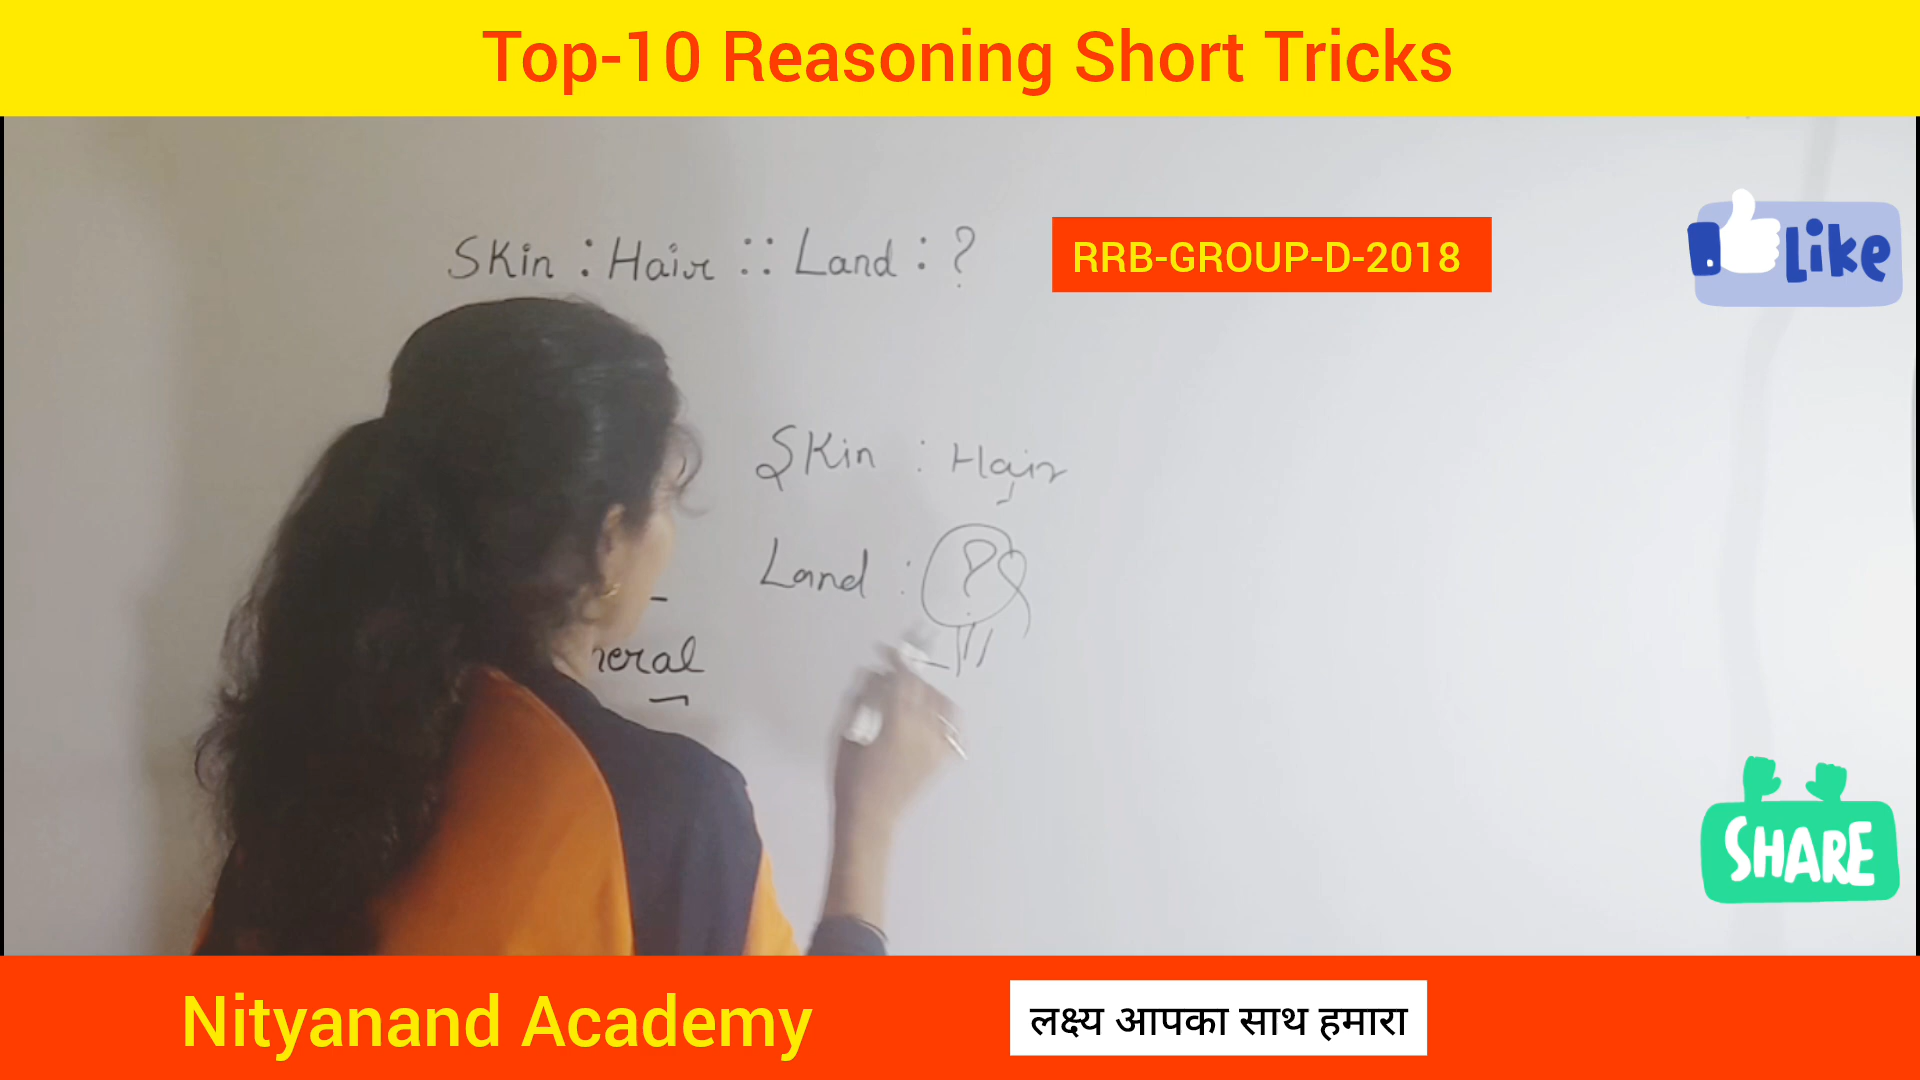 Top-10 Reasoning Short Tricks
Skin : Hair :: Land : ?
RRB-GROUP-D-2018
Like
Skin : Hair
Land : ?
neral
SHARE
Nityanand Academy
लक्ष्य आपका साथ हमारा